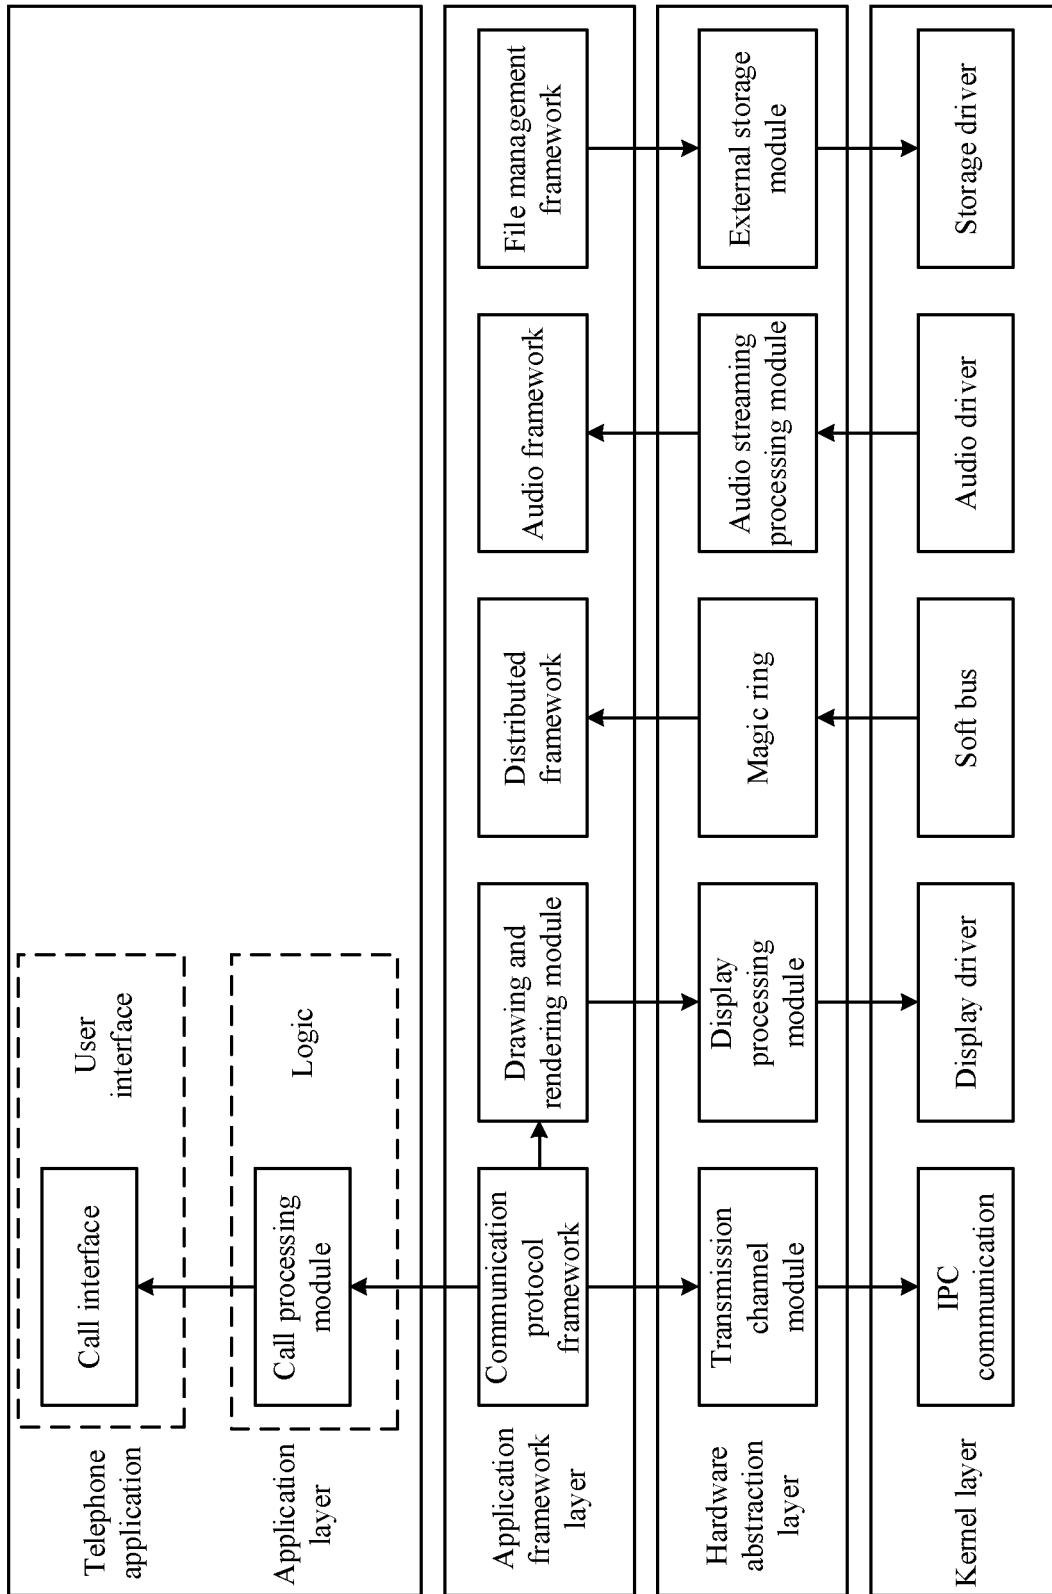 Telephone
application
Call interface
User
interface
Application
layer
Call processing
module
Logic
Application
framework
layer
Communication
protocol
framework
Drawing and
rendering module
Distributed
framework
Audio framework
File management
framework
Hardware
abstraction
layer
Transmission
channel
module
Display
processing
module
Magic ring
Audio streaming
processing module
External storage
module
Kernel layer
IPC
communication
Display driver
Soft bus
Audio driver
Storage driver